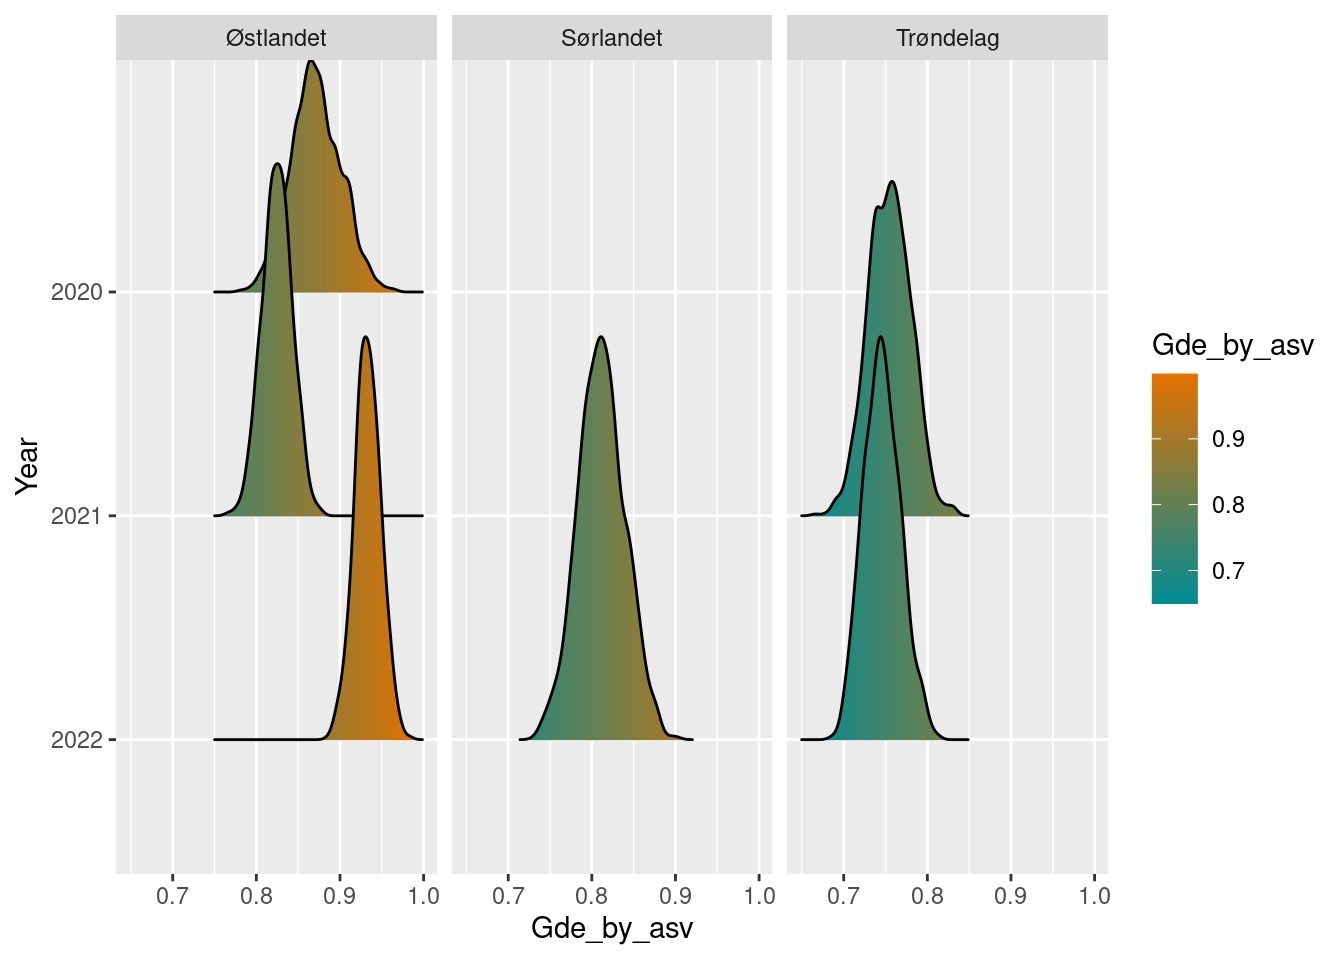 Østlandet
Sørlandet
Trøndelag
Year
2020
2021
2022
0.7 0.8 0.9 1.0
0.7 0.8 0.9 1.0
0.7 0.8 0.9 1.0
Gde_by_asv
Gde_by_asv
0.9
0.8
0.7